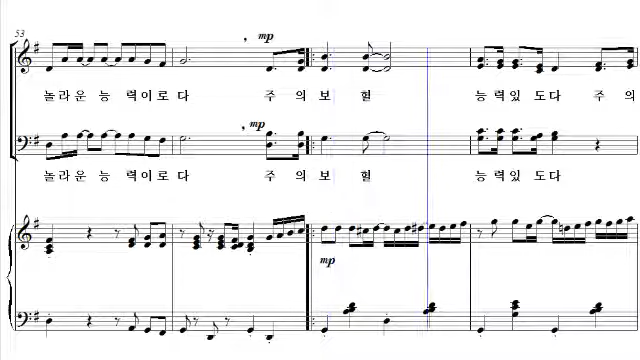 53
mp
놀라운 능 력이로 다 주 의 보 혈 능 력있 도 다 주 의
mp
놀라운 능 력이로 다 주 의 보 혈 능 력있 도 다
mp